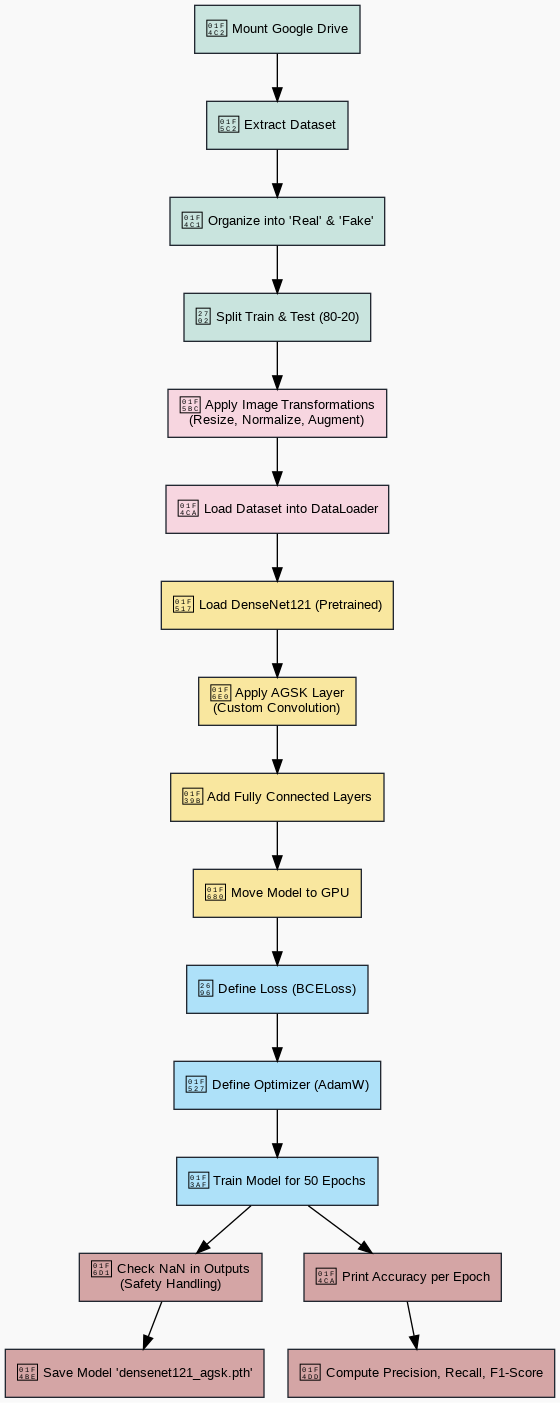 Mount Google Drive
Extract Dataset
Organize into 'Real' & 'Fake'
Split Train & Test (80-20)
Apply Image Transformations
(Resize, Normalize, Augment)
Load Dataset into DataLoader
Load DenseNet121 (Pretrained)
Apply AGSK Layer
(Custom Convolution)
Add Fully Connected Layers
Move Model to GPU
Define Loss (BCELoss)
Define Optimizer (AdamW)
Train Model for 50 Epochs
Check NaN in Outputs
(Safety Handling)
Print Accuracy per Epoch
Save Model 'densenet121_agsk.pth'
Compute Precision, Recall, F1-Score